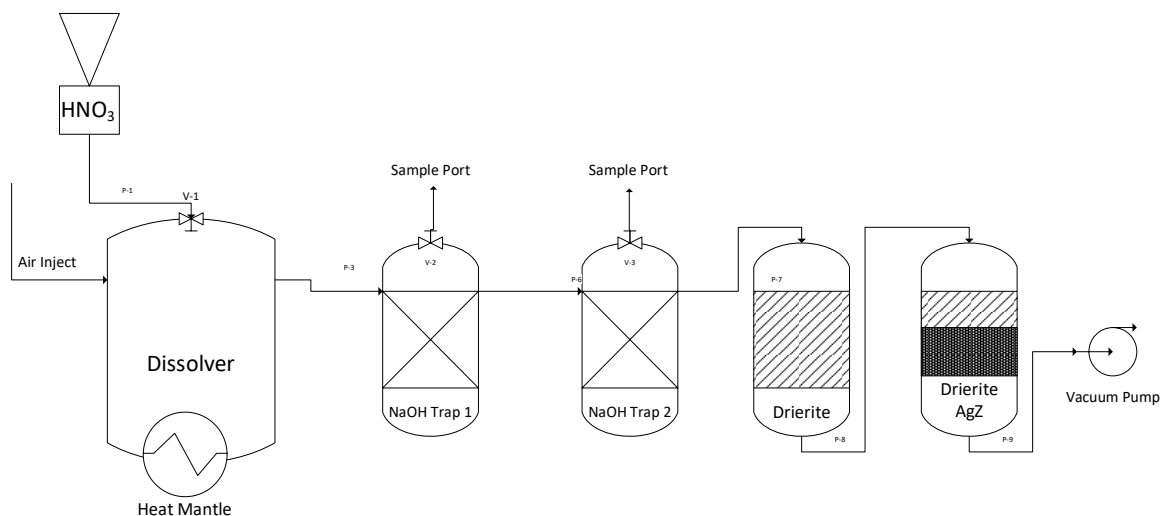 HNO₃
P-1
V-1
Sample Port
Sample Port
Air Inject
P-3
V-2
P-6
V-3
P-7
Dissolver
NaOH Trap 1
NaOH Trap 2
Drierite
Drierite
AgZ
Vacuum Pump
P-8
P-9
Heat Mantle